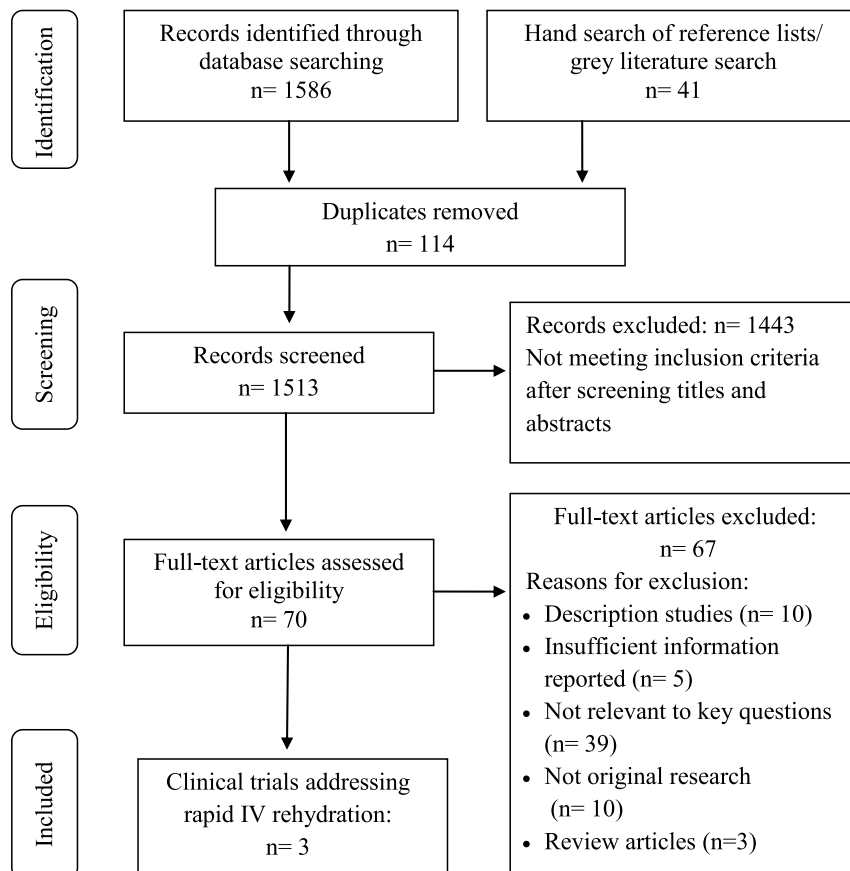 Identification
Records identified through
database searching
n= 1586
Hand search of reference lists/
grey literature search
n= 41
Duplicates removed
n= 114
Screening
Records screened
n= 1513
Records excluded: n= 1443
Not meeting inclusion criteria
after screening titles and
abstracts
Eligibility
Full-text articles assessed
for eligibility
n= 70
Full-text articles excluded:
n= 67
Reasons for exclusion:
• Description studies (n= 10)
• Insufficient information
reported (n= 5)
• Not relevant to key questions
(n= 39)
• Not original research
(n= 10)
• Review articles (n=3)
Included
Clinical trials addressing
rapid IV rehydration:
n= 3